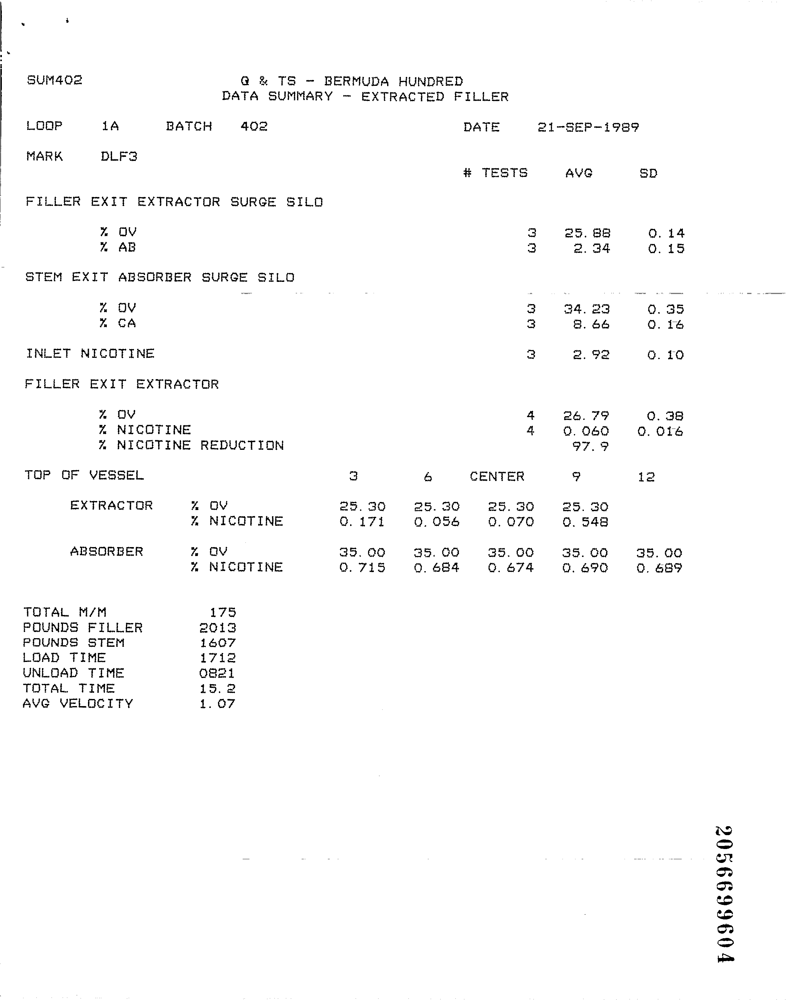 SUM402 Q & TS - BERMUDA HUNDRED
DATA SUMMARY - EXTRACTED FILLER
LOOP 1A BATCH 402 DATE 21-SEP-1989
MARK DLF3
# TESTS AVG SD
FILLER EXIT EXTRACTOR SURGE SILO
% OV 3 25.88 0.14
% AB 3 2.34 0.15
STEM EXIT ABSORBER SURGE SILO
% OV 3 34.23 0.35
% CA 3 8.66 0.16
INLET NICOTINE 3 2.92 0.10
FILLER EXIT EXTRACTOR
% OV 4 26.79 0.38
% NICOTINE 4 0.060 0.016
% NICOTINE REDUCTION 97.9
TOP OF VESSEL 3 6 CENTER 9 12
EXTRACTOR % OV 25.30 25.30 25.30 25.30
% NICOTINE 0.171 0.056 0.070 0.548
ABSORBER % OV 35.00 35.00 35.00 35.00 35.00
% NICOTINE 0.715 0.684 0.674 0.690 0.689
TOTAL M/M 175
POUNDS FILLER 2013
POUNDS STEM 1607
LOAD TIME 1712
UNLOAD TIME 0821
TOTAL TIME 15.2
AVG VELOCITY 1.07
2056699604